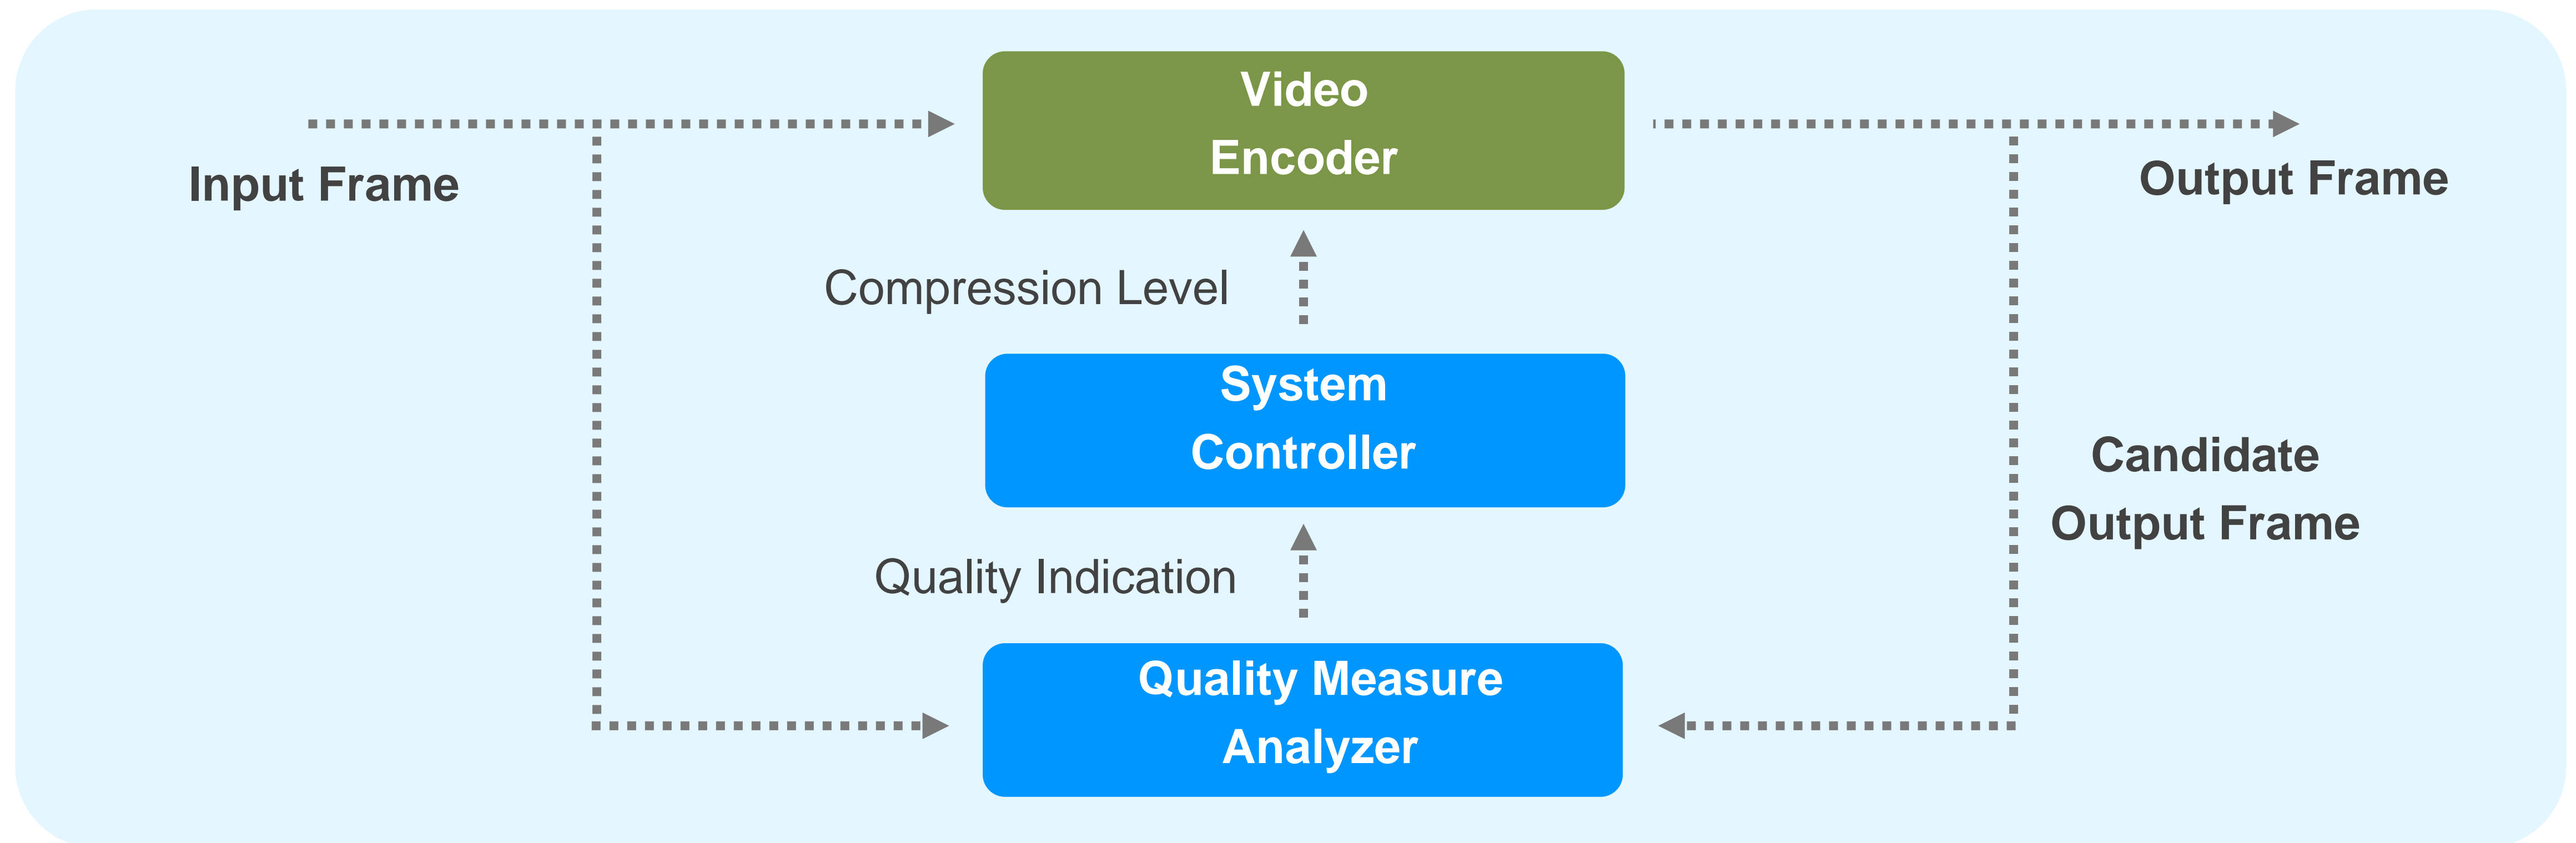 Video
Encoder
Input Frame
Output Frame
Compression Level
System
Controller
Candidate
Output Frame
Quality Indication
Quality Measure
Analyzer